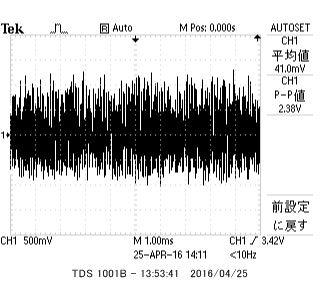 Tek
R Auto
M Pos: 0.000s
AUTOSET
CH1
平均値
41.0mV
CH1
P-P値
2.38V
1
前設定
に戻す
CH1 500mV
M 1.00ms
CH1 / 3.42V
25-APR-16 14:11
<10Hz
TDS 1001B - 13:53:41 2016/04/25